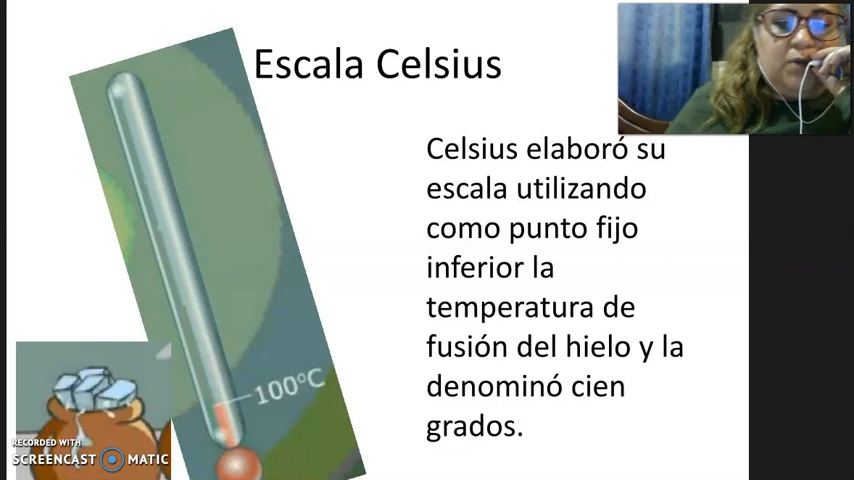 Escala Celsius
Celsius elaboró su
escala utilizando
como punto fijo
inferior la
temperatura de
fusión del hielo y la
denominó cien
grados.
100°C
RECORDED WITH
SCREENCAST MATIC